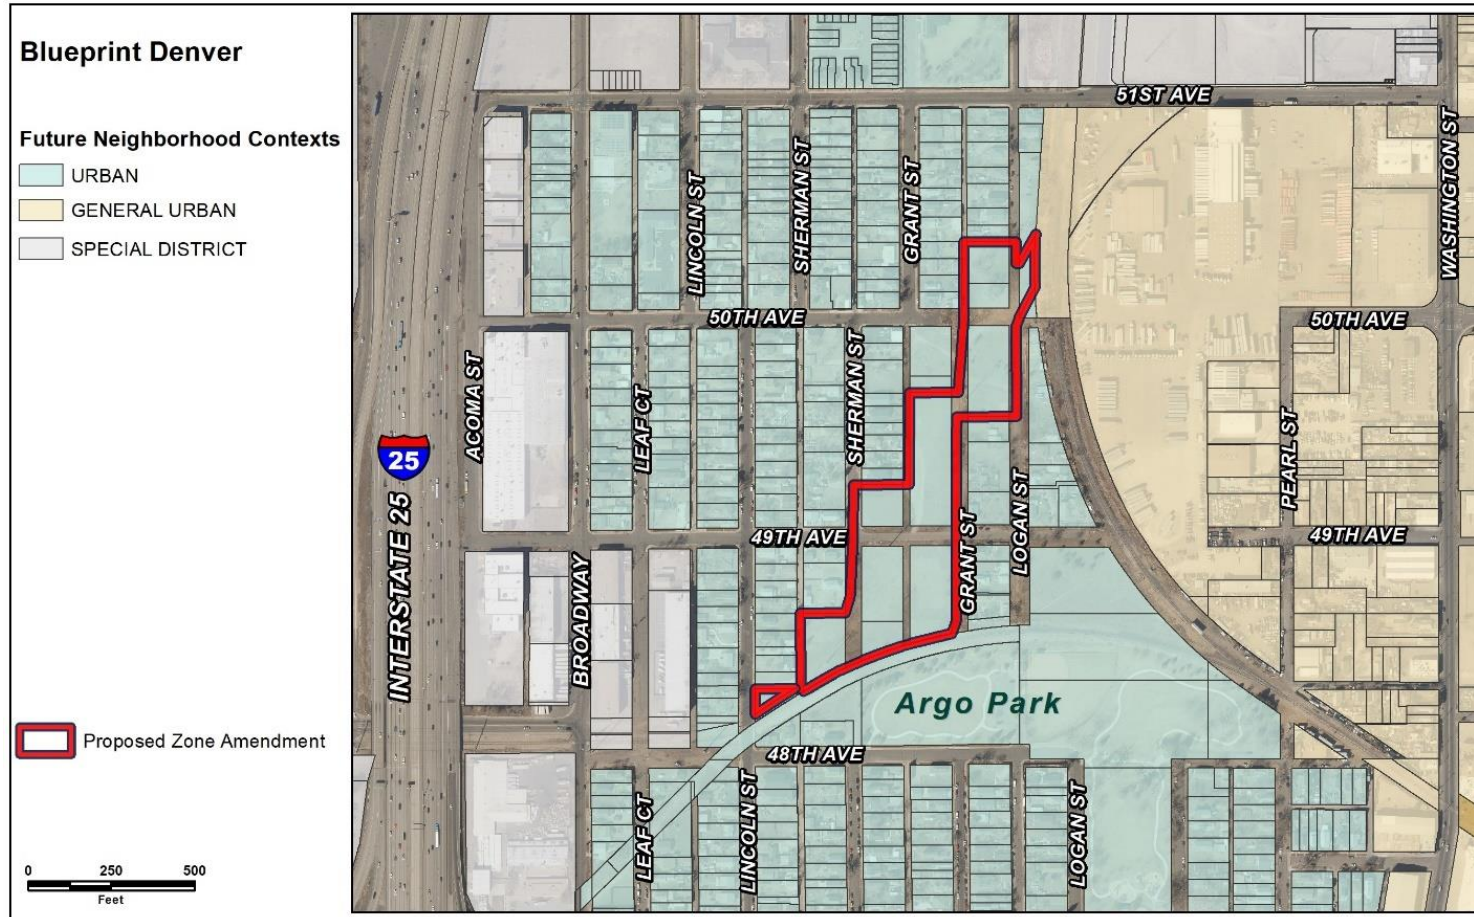 Blueprint Denver
Future Neighborhood Contexts
URBAN
GENERAL URBAN
SPECIAL DISTRICT
Proposed Zone Amendment
0 250 500
Feet
51ST AVE
WASHINGTON ST
LINCOLN ST
SHERMAN ST
GRANT ST
50TH AVE
50TH AVE
ACOMA ST
LEAF CT
SHERMAN ST
25
PEARL ST
LOGAN ST
INTERSTATE 25
49TH AVE
49TH AVE
GRANT ST
BROADWAY
Argo Park
48TH AVE
LEAF CT
LINCOLN ST
LOGAN ST